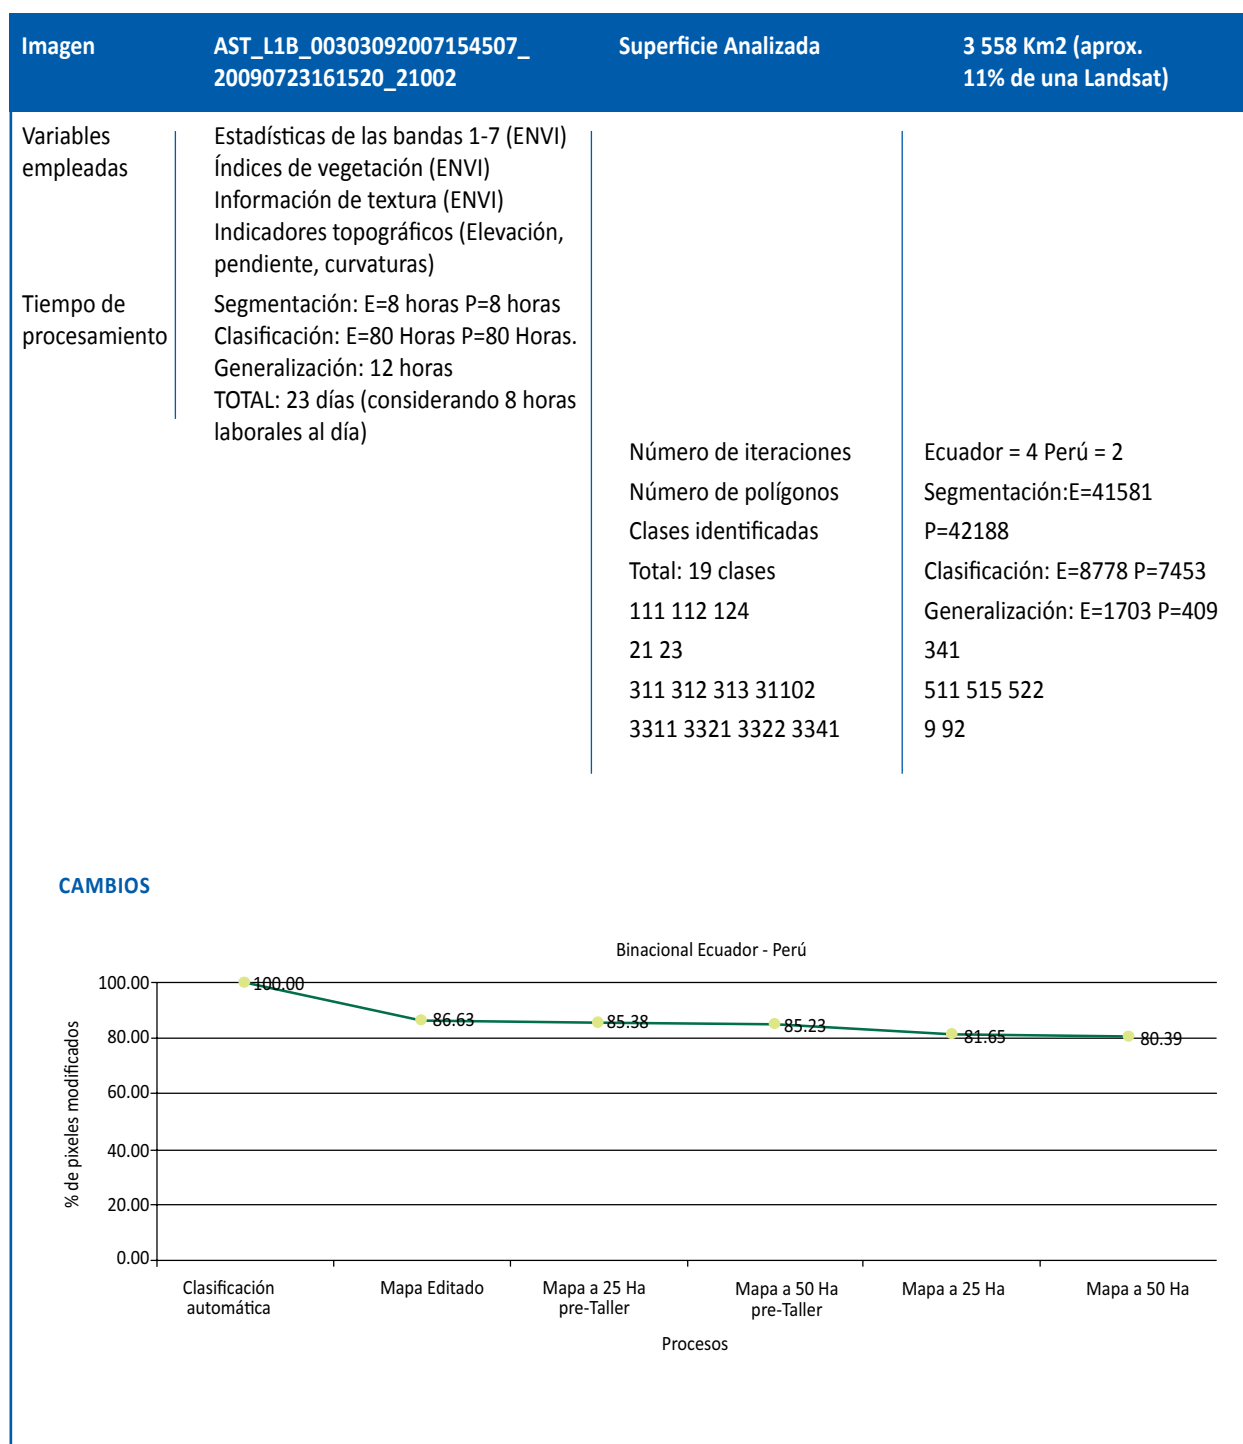 Imagen
AST_L1B_00303092007154507_
20090723161520_21002
Superficie Analizada
3 558 Km2 (aprox.
11% de una Landsat)
Variables
empleadas
Estadísticas de las bandas 1-7 (ENVI)
Índices de vegetación (ENVI)
Información de textura (ENVI)
Indicadores topográficos (Elevación,
pendiente, curvaturas)
Tiempo de
procesamiento
Segmentación: E=8 horas P=8 horas
Clasificación: E=80 Horas P=80 Horas.
Generalización: 12 horas
TOTAL: 23 días (considerando 8 horas
laborales al día)
Número de iteraciones
Número de polígonos
Clases identificadas
Total: 19 clases
111 112 124
21 23
311 312 313 31102
3311 3321 3322 3341
Ecuador = 4 Perú = 2
Segmentación:E=41581
P=42188
Clasificación: E=8778 P=7453
Generalización: E=1703 P=409
341
511 515 522
9 92
CAMBIOS
Binacional Ecuador - Perú
% de pixeles modificados
100.00
80.00
60.00
40.00
20.00
0.00
100.00
86.63
85.38
85.23
81.65
80.39
Clasificación
automática
Mapa Editado
Mapa a 25 Ha
pre-Taller
Mapa a 50 Ha
pre-Taller
Mapa a 25 Ha
Mapa a 50 Ha
Procesos